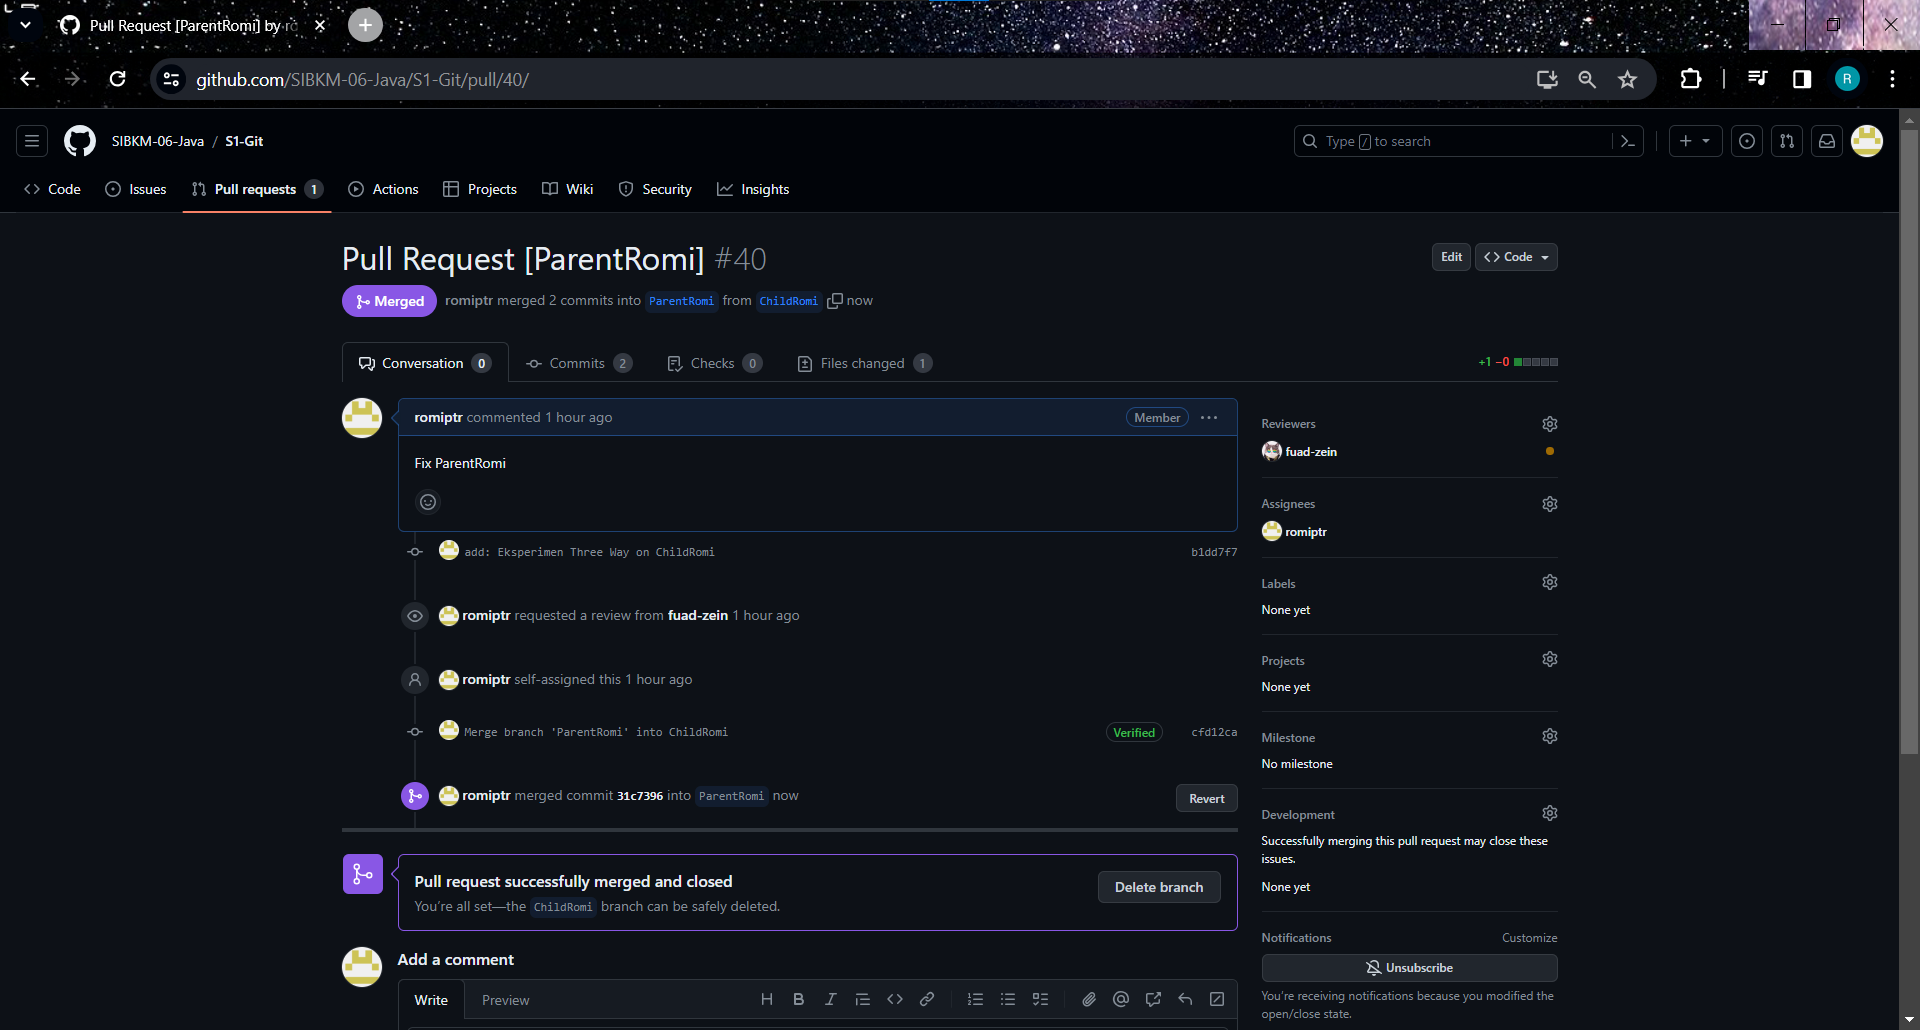 Pull Request [ParentRomi] by
github.com/SIBKM-06-Java/S1-Git/pull/40/
R
SIBKM-06-Java / S1-Git
Type / to search
Code
Issues
Pull requests 1
Actions
Projects
Wiki
Security
Insights
Pull Request [ParentRomi] #40
Edit
Code
Merged
romiptr merged 2 commits into ParentRomi from ChildRomi now
Conversation 0
Commits 2
Checks 0
Files changed 1
+1 −0
romiptr commented 1 hour ago
Member
Fix ParentRomi
add: Eksperimen Three Way on ChildRomi
b1dd7f7
romiptr requested a review from fuad-zein 1 hour ago
romiptr self-assigned this 1 hour ago
Merge branch 'ParentRomi' into ChildRomi
Verified
cfd12ca
romiptr merged commit 31c7396 into ParentRomi now
Revert
Pull request successfully merged and closed
You're all set—the ChildRomi branch can be safely deleted.
Delete branch
Add a comment
Write
Preview
Reviewers
fuad-zein
Assignees
romiptr
Labels
None yet
Projects
None yet
Milestone
No milestone
Development
Successfully merging this pull request may close these
issues.
None yet
Notifications
Customize
Unsubscribe
You're receiving notifications because you modified the
open/close state.